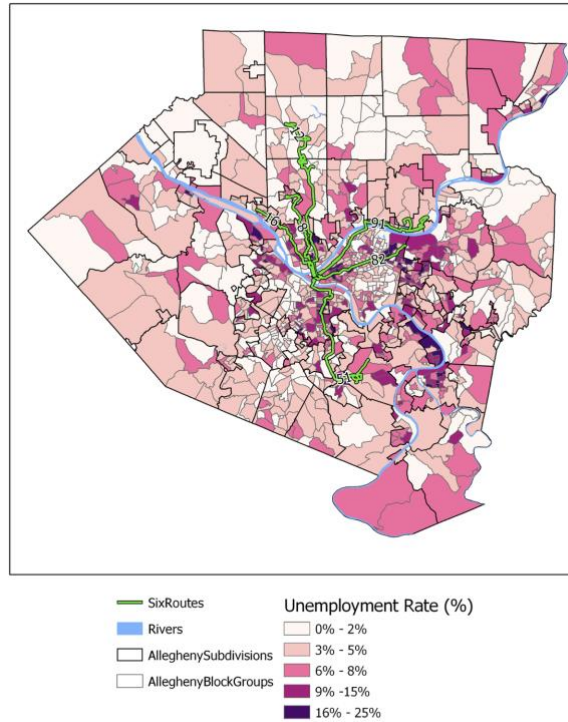 12
16
8
91
82
51
SixRoutes
Rivers
AlleghenySubdivisions
AlleghenyBlockGroups
Unemployment Rate (%)
0% - 2%
3% - 5%
6% - 8%
9% -15%
16% - 25%